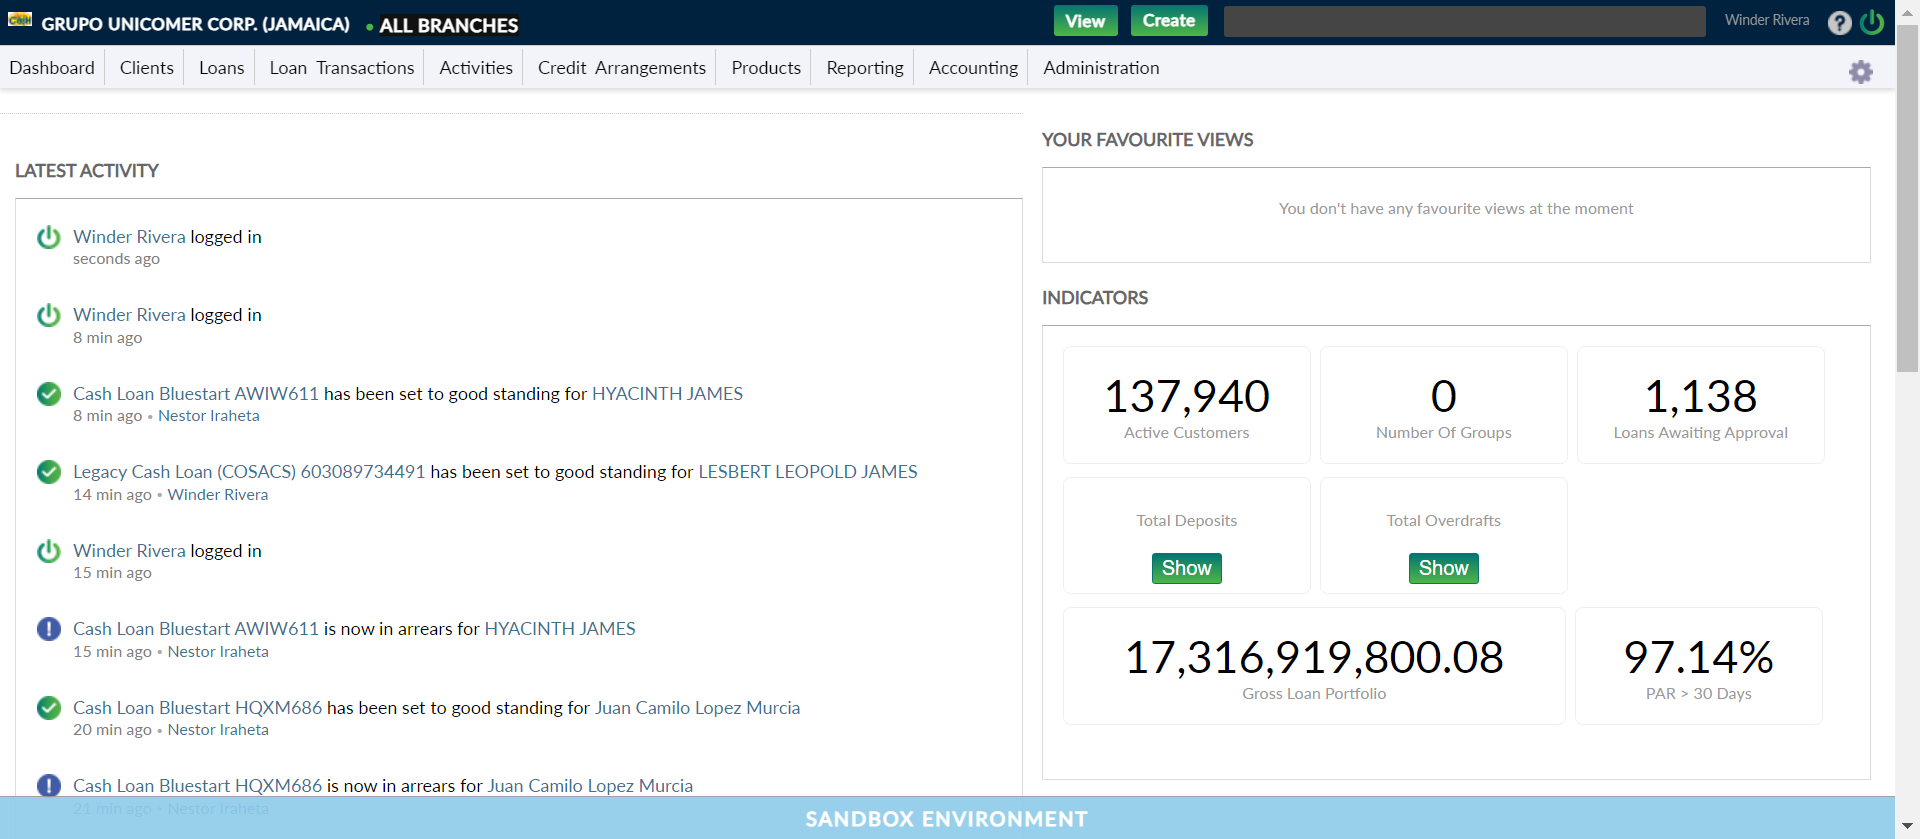 Cash GRUPO UNICOMER CORP. (JAMAICA) • ALL BRANCHES View Create Winder Rivera ?
Dashboard Clients Loans Loan Transactions Activities Credit Arrangements Products Reporting Accounting Administration
LATEST ACTIVITY
Winder Rivera logged in
seconds ago
Winder Rivera logged in
8 min ago
Cash Loan Bluestart AWIW611 has been set to good standing for HYACINTH JAMES
8 min ago • Nestor Iraheta
Legacy Cash Loan (COSACS) 603089734491 has been set to good standing for LESBERT LEOPOLD JAMES
14 min ago • Winder Rivera
Winder Rivera logged in
15 min ago
Cash Loan Bluestart AWIW611 is now in arrears for HYACINTH JAMES
15 min ago • Nestor Iraheta
Cash Loan Bluestart HQXM686 has been set to good standing for Juan Camilo Lopez Murcia
20 min ago • Nestor Iraheta
Cash Loan Bluestart HQXM686 is now in arrears for Juan Camilo Lopez Murcia
21 min ago • Nestor Iraheta
YOUR FAVOURITE VIEWS
You don't have any favourite views at the moment
INDICATORS
137,940
Active Customers
0
Number Of Groups
1,138
Loans Awaiting Approval
Total Deposits
Show
Total Overdrafts
Show
17,316,919,800.08
Gross Loan Portfolio
97.14%
PAR > 30 Days
SANDBOX ENVIRONMENT